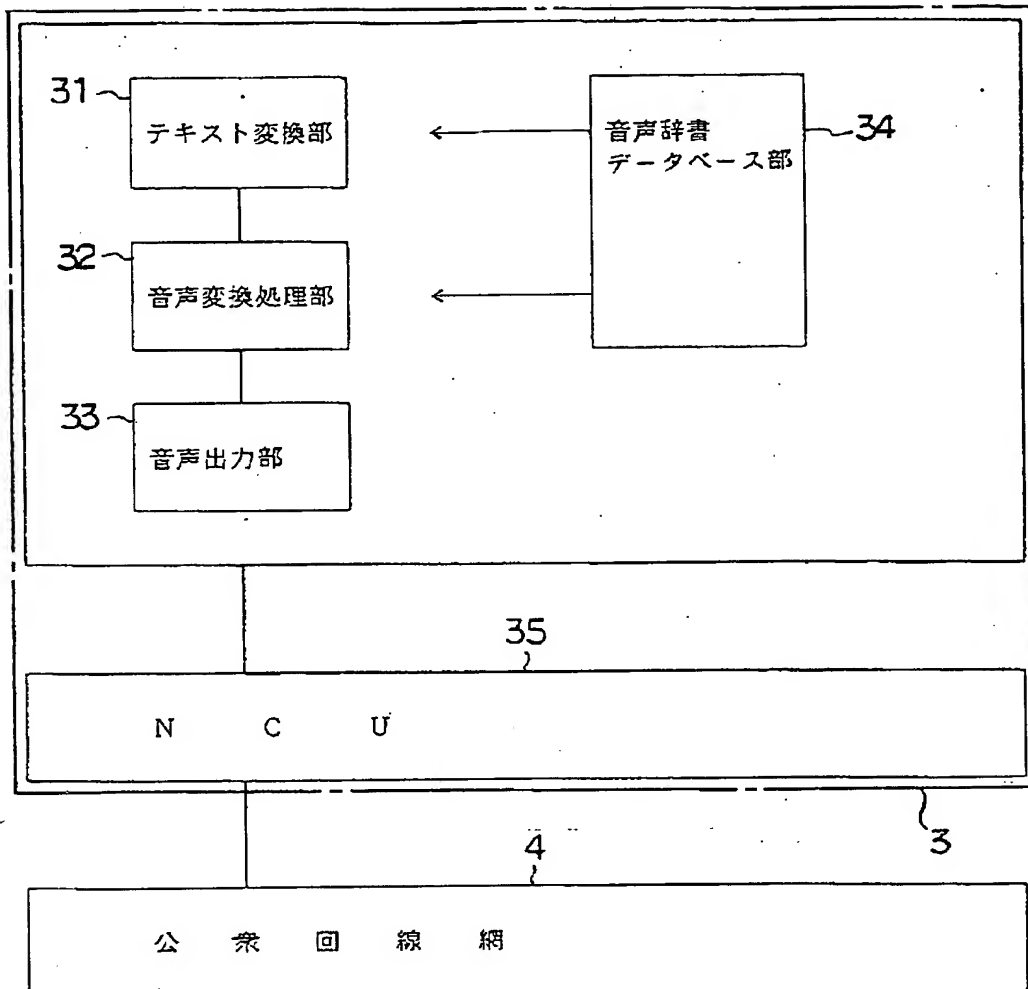 31
テキスト変換部
音声辞書
データベース部
34
32
音声変換処理部
33
音声出力部
35
N C U
3
4
公 衆 回 線 網